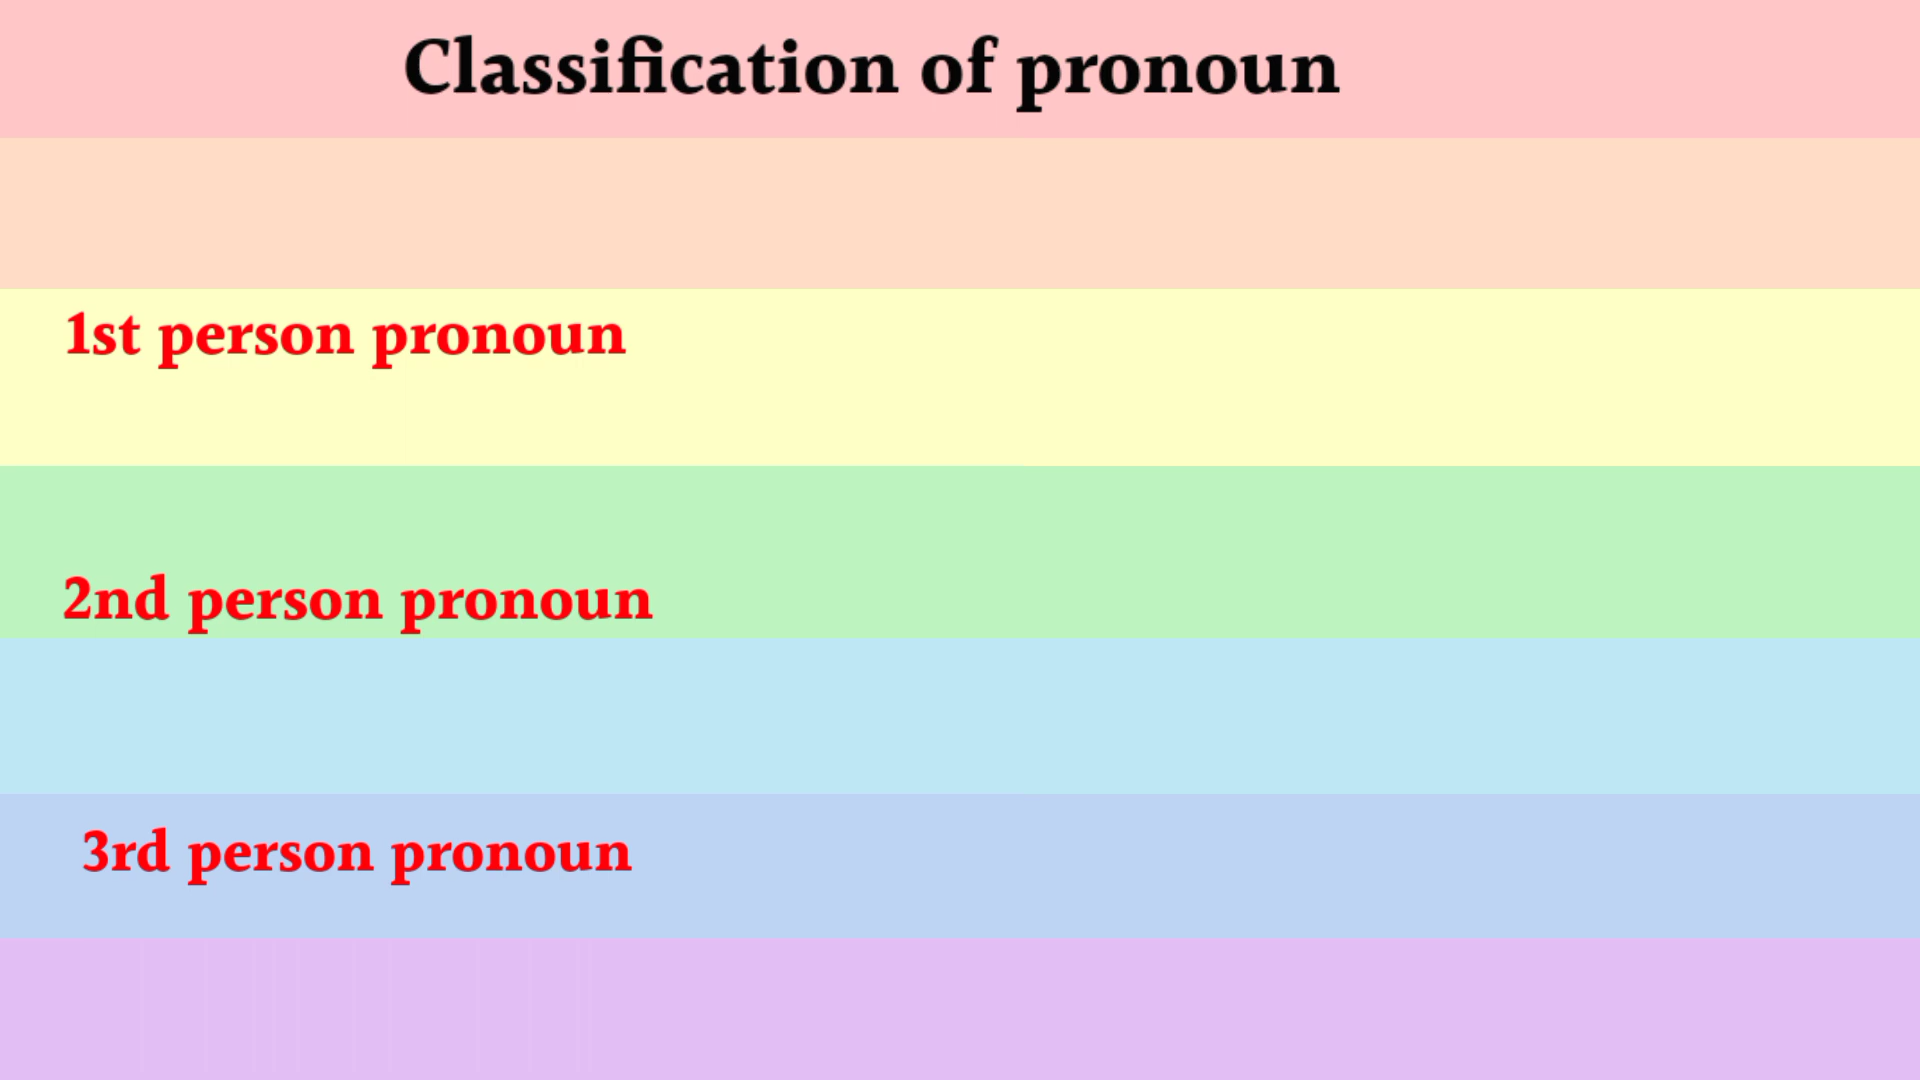 Classification of pronoun
1st person pronoun
2nd person pronoun
3rd person pronoun